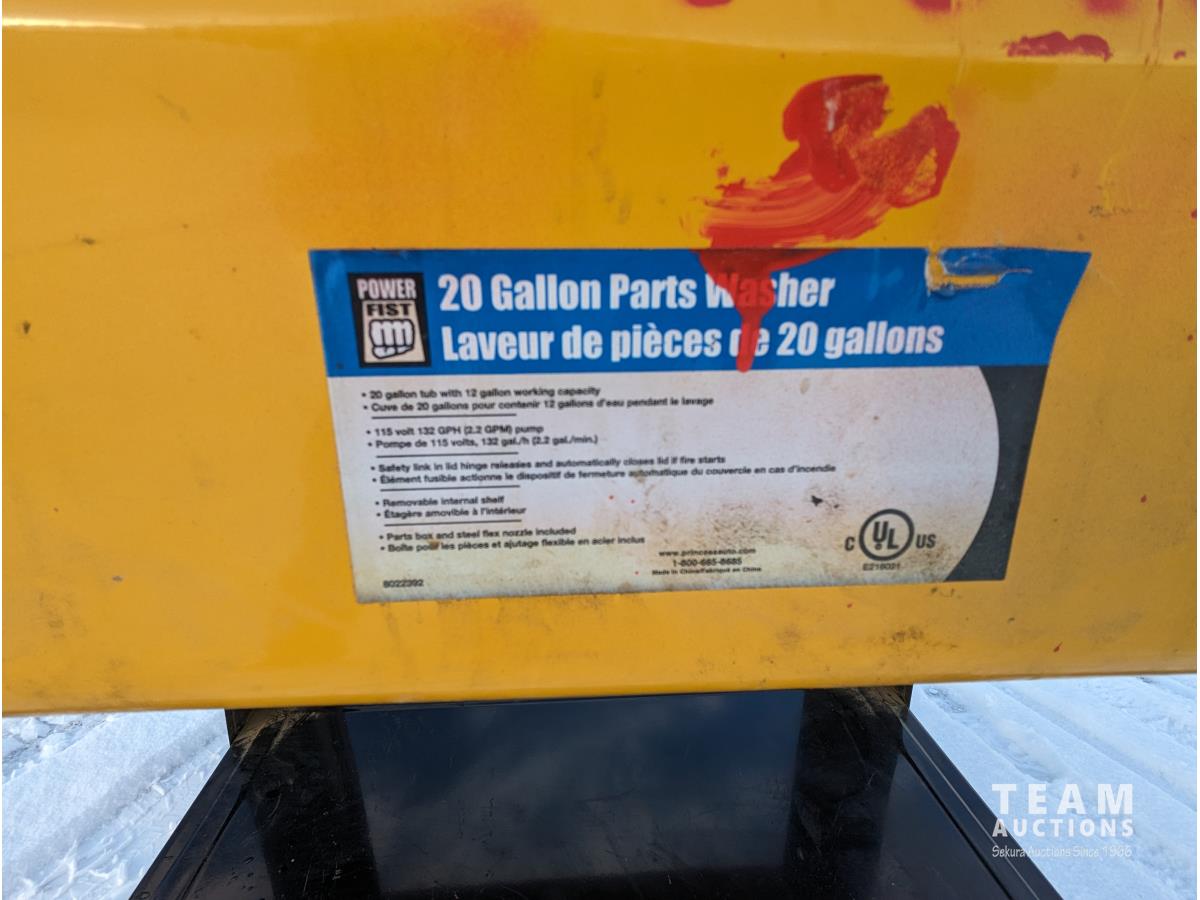 POWER
FIST
20 Gallon Parts Washer
Laveur de pièces de 20 gallons
• 20 gallon tub with 12 gallon working capacity
• Cuve de 20 gallons pour contenir 12 gallons d'eau pendant le lavage
• 115 volt 132 GPH (2.2 GPM) pump
• Pompe de 115 volts, 132 gal./h (2.2 gal./min.)
• Safety link in lid hinge releases and automatically closes lid if fire starts
• Élément fusible actionne le dispositif de fermeture automatique du couvercle en cas d'incendie
• Removable internal shelf
• Étagère amovible à l'intérieur
• Parts box and steel flex nozzle included
• Boîte pour les pièces et ajutage flexible en acier inclus
www.princessauto.com
1-800-665-8685
Made in China/Fabriqué en Chine
8022392
C UL US
E216021
TEAM
AUCTIONS
Sekura Auctions Since 1966